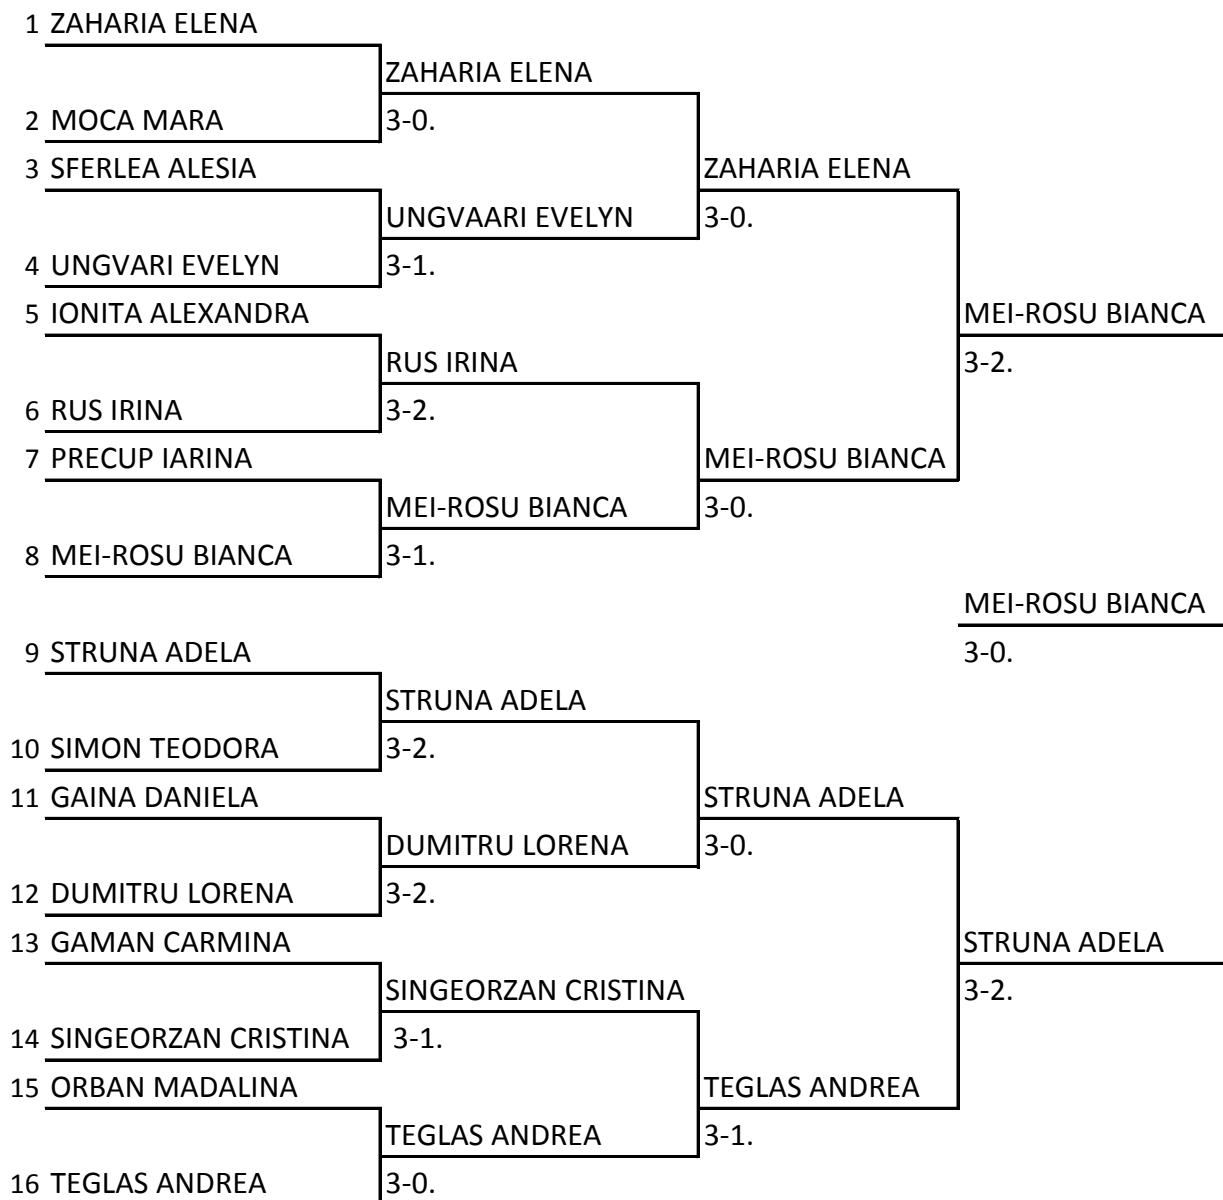 1 ZAHARIA ELENA
ZAHARIA ELENA
2 MOCA MARA 3-0.
3 SFERLEA ALESIA ZAHARIA ELENA
UNGVAARI EVELYN 3-0.
4 UNGVARI EVELYN 3-1.
5 IONITA ALEXANDRA MEI-ROSU BIANCA
RUS IRINA 3-2.
6 RUS IRINA 3-2.
7 PRECUP IARINA MEI-ROSU BIANCA
MEI-ROSU BIANCA 3-0.
8 MEI-ROSU BIANCA 3-1.
MEI-ROSU BIANCA
9 STRUNA ADELA 3-0.
STRUNA ADELA
10 SIMON TEODORA 3-2.
11 GAINA DANIELA STRUNA ADELA
DUMITRU LORENA 3-0.
12 DUMITRU LORENA 3-2.
13 GAMAN CARMINA STRUNA ADELA
SINGEORZAN CRISTINA 3-2.
14 SINGEORZAN CRISTINA 3-1.
15 ORBAN MADALINA TEGLAS ANDREA
TEGLAS ANDREA 3-1.
16 TEGLAS ANDREA 3-0.